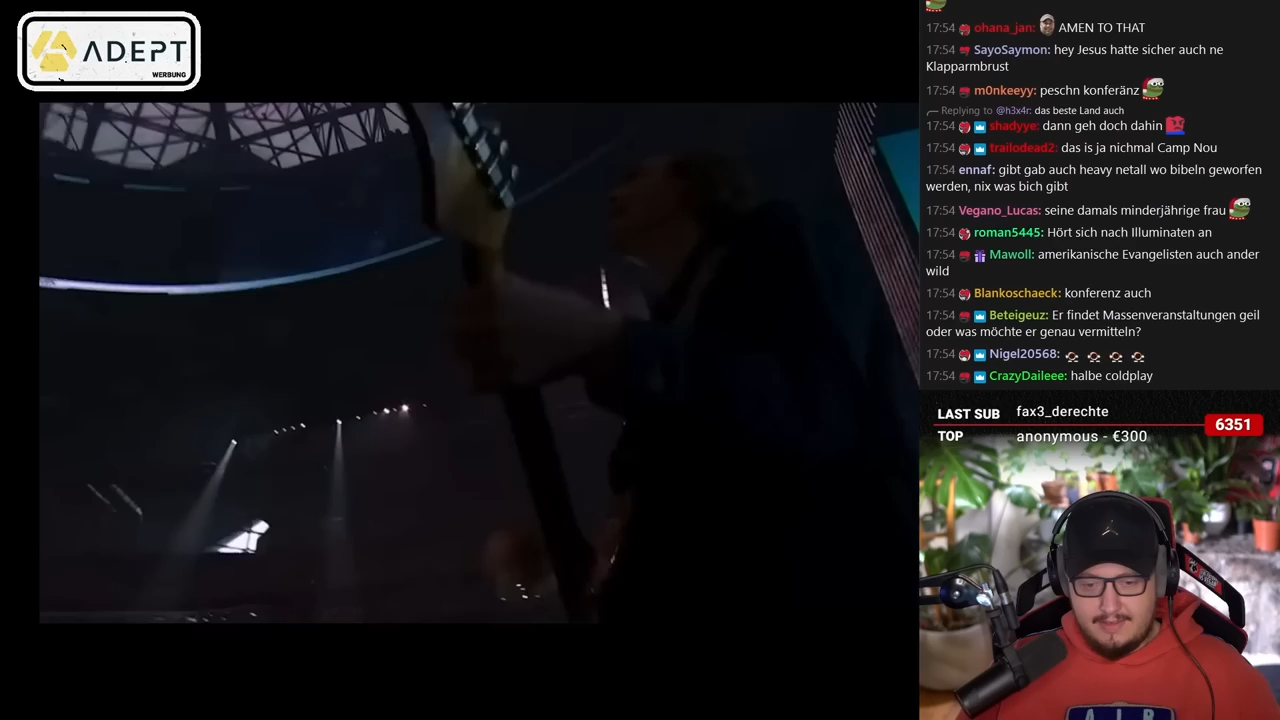 ADEPT
WERBUNG
17:54 ohana_jan: AMEN TO THAT
17:54 SayoSaymon: hey Jesus hatte sicher auch ne
Klapparmbrust
17:54 m0nkeeyy: peschn konferänz
Replying to @h3x4r: das beste Land auch
17:54 shadyye: dann geh doch dahin
17:54 trailodead2: das is ja nichmal Camp Nou
17:54 ennaf: gibt gab auch heavy netall wo bibeln geworfen
werden, nix was bich gibt
17:54 Vegano_Lucas: seine damals minderjährige frau
17:54 roman5445: Hört sich nach Illuminaten an
17:54 Mawoll: amerikanische Evangelisten auch ander
wild
17:54 Blankoschaeck: konferenz auch
17:54 Beteigeuz: Er findet Massenveranstaltungen geil
oder was möchte er genau vermitteln?
17:54 Nigel20568:
17:54 CrazyDaileee: halbe coldplay
LAST SUB fax3_derechte
6351
TOP anonymous - €300